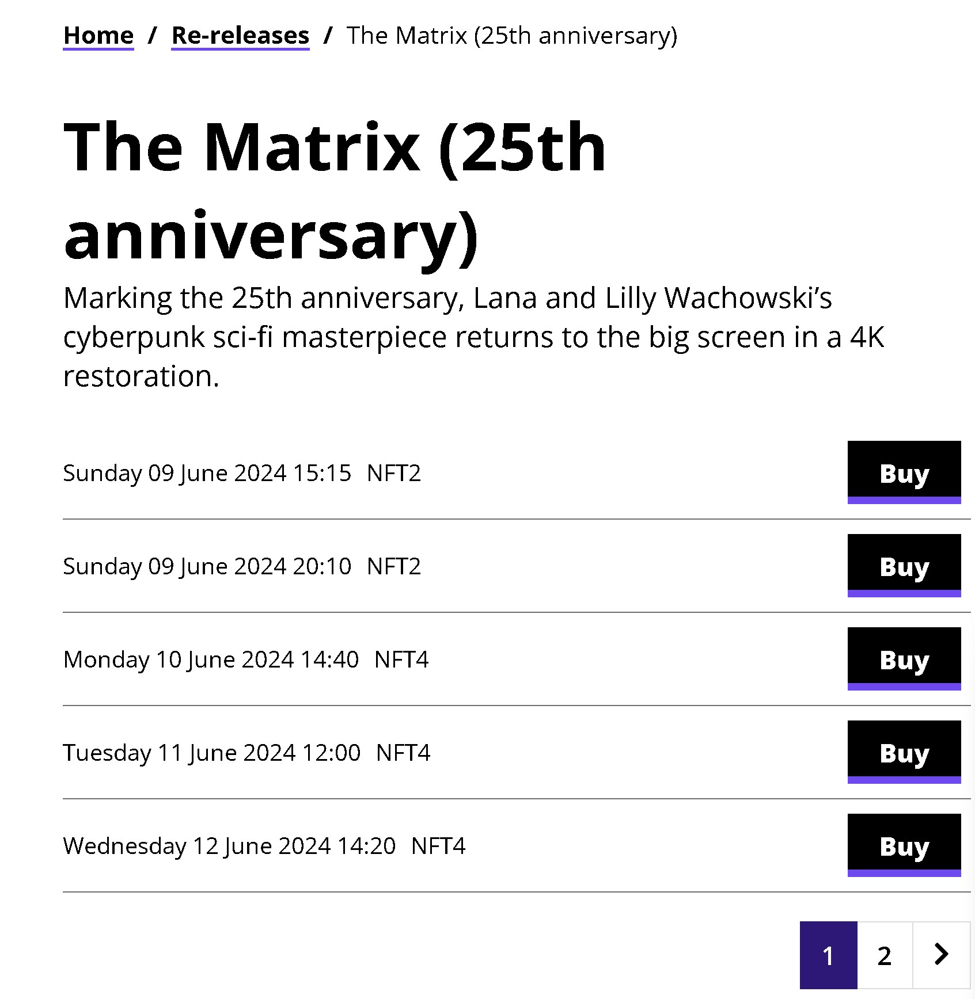 Home / Re-releases / The Matrix (25th anniversary)
The Matrix (25th
anniversary)
Marking the 25th anniversary, Lana and Lilly Wachowski’s
cyberpunk sci-fi masterpiece returns to the big screen in a 4K
restoration.
Sunday 09 June 2024 15:15 NFT2 Buy
Sunday 09 June 2024 20:10 NFT2 Buy
Monday 10 June 2024 14:40 NFT4 Buy
Tuesday 11 June 2024 12:00 NFT4 Buy
Wednesday 12 June 2024 14:20 NFT4 Buy
1 2